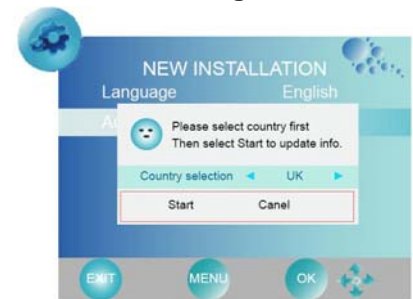 NEW INSTALLATION
Language English
Please select country first
Then select Start to update info.
Country selection UK
Start Canel
EXIT MENU OK